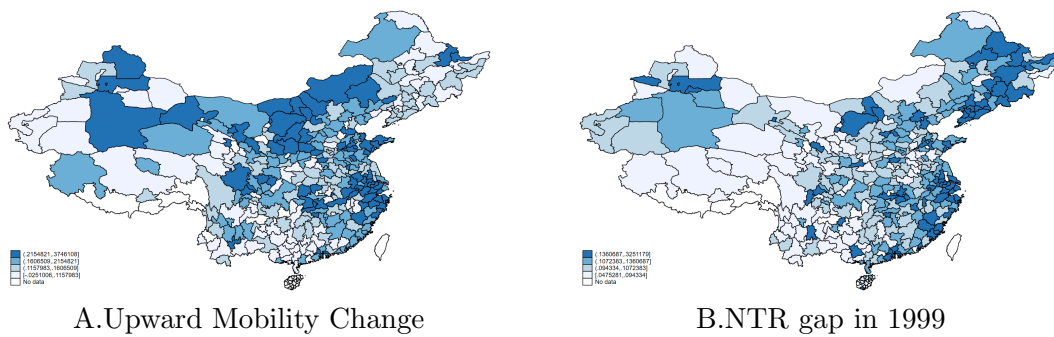 (.2154821,.3746108]
(.1606509,.2154821]
(.1157983,.1606509]
[-.0251006,.1157983]
No data
A.Upward Mobility Change
(.1360687,.3251179]
(.1072383,.1360687]
(.094334,.1072383]
[.0475281,.094334]
No data
B.NTR gap in 1999